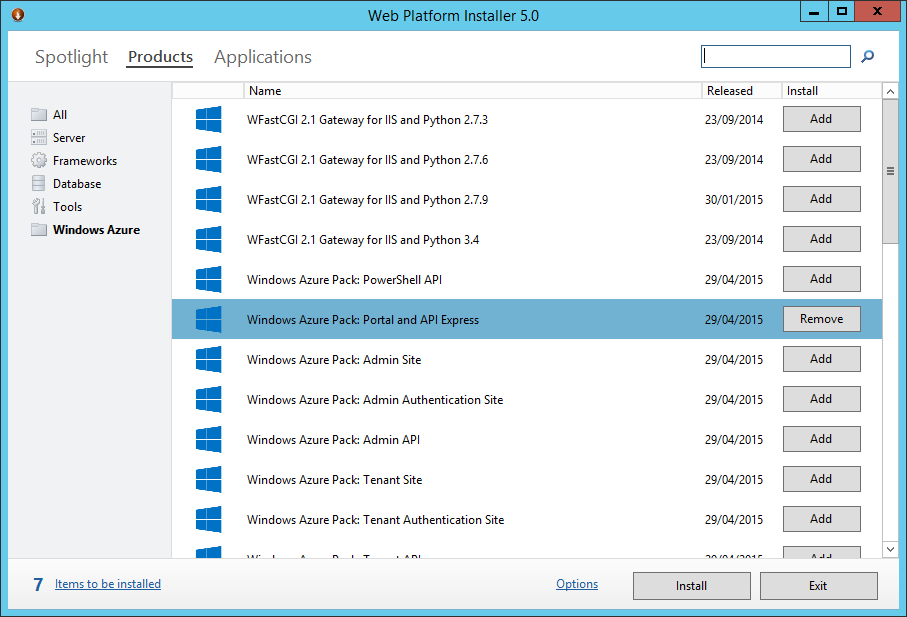 Web Platform Installer 5.0
Spotlight Products Applications
Name Released Install
All
Server
Frameworks
Database
Tools
Windows Azure
WFastCGI 2.1 Gateway for IIS and Python 2.7.3 23/09/2014 Add
WFastCGI 2.1 Gateway for IIS and Python 2.7.6 23/09/2014 Add
WFastCGI 2.1 Gateway for IIS and Python 2.7.9 30/01/2015 Add
WFastCGI 2.1 Gateway for IIS and Python 3.4 23/09/2014 Add
Windows Azure Pack: PowerShell API 29/04/2015 Add
Windows Azure Pack: Portal and API Express 29/04/2015 Remove
Windows Azure Pack: Admin Site 29/04/2015 Add
Windows Azure Pack: Admin Authentication Site 29/04/2015 Add
Windows Azure Pack: Admin API 29/04/2015 Add
Windows Azure Pack: Tenant Site 29/04/2015 Add
Windows Azure Pack: Tenant Authentication Site 29/04/2015 Add
Windows Azure Pack: Tenant API 29/04/2015 Add
7 Items to be installed Options Install Exit